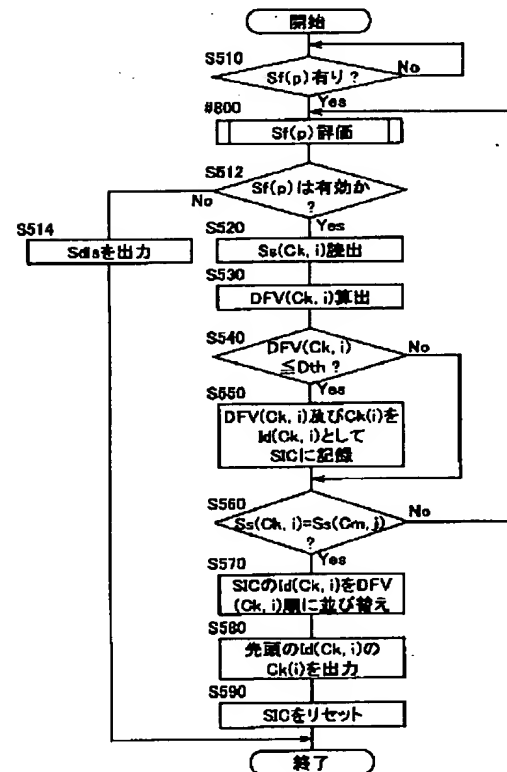 開始
S510
Sf(p)有り?
No
Yes
#800
Sf(p)評価
S512
Sf(p)は有効か
?
No
Yes
S514
Sdisを出力
S520
Ss(Ck, i)読出
S530
DFV(Ck, i)算出
S540
DFV(Ck, i)
≦Dth ?
No
Yes
S550
DFV(Ck, i)及びCk(i)を
Id(Ck, i)として
SICに記録
S560
Ss(Ck, i)=Ss(Cm, j)
?
No
Yes
S570
SICのId(Ck, i)をDFV
(Ck, i)順に並び替え
S580
先頭のId(Ck, i)の
Ck(i)を出力
S590
SICをリセット
終了